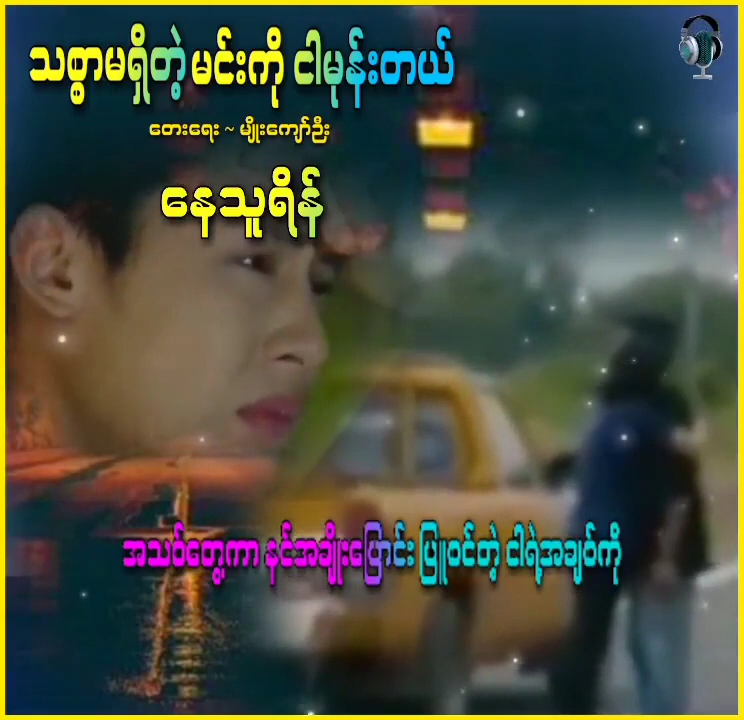 သစ္စာမရှိတဲ့ မင်းကို ငါမုန်းတယ်
တေးရေး ~ မျိုးကျော်ဦး
နေသူရိန်
အသစ်တွေ့ကာ နှင်အချိုးပြောင်း ပြုဝင်တဲ့ ငါရဲ့အချစ်ကို